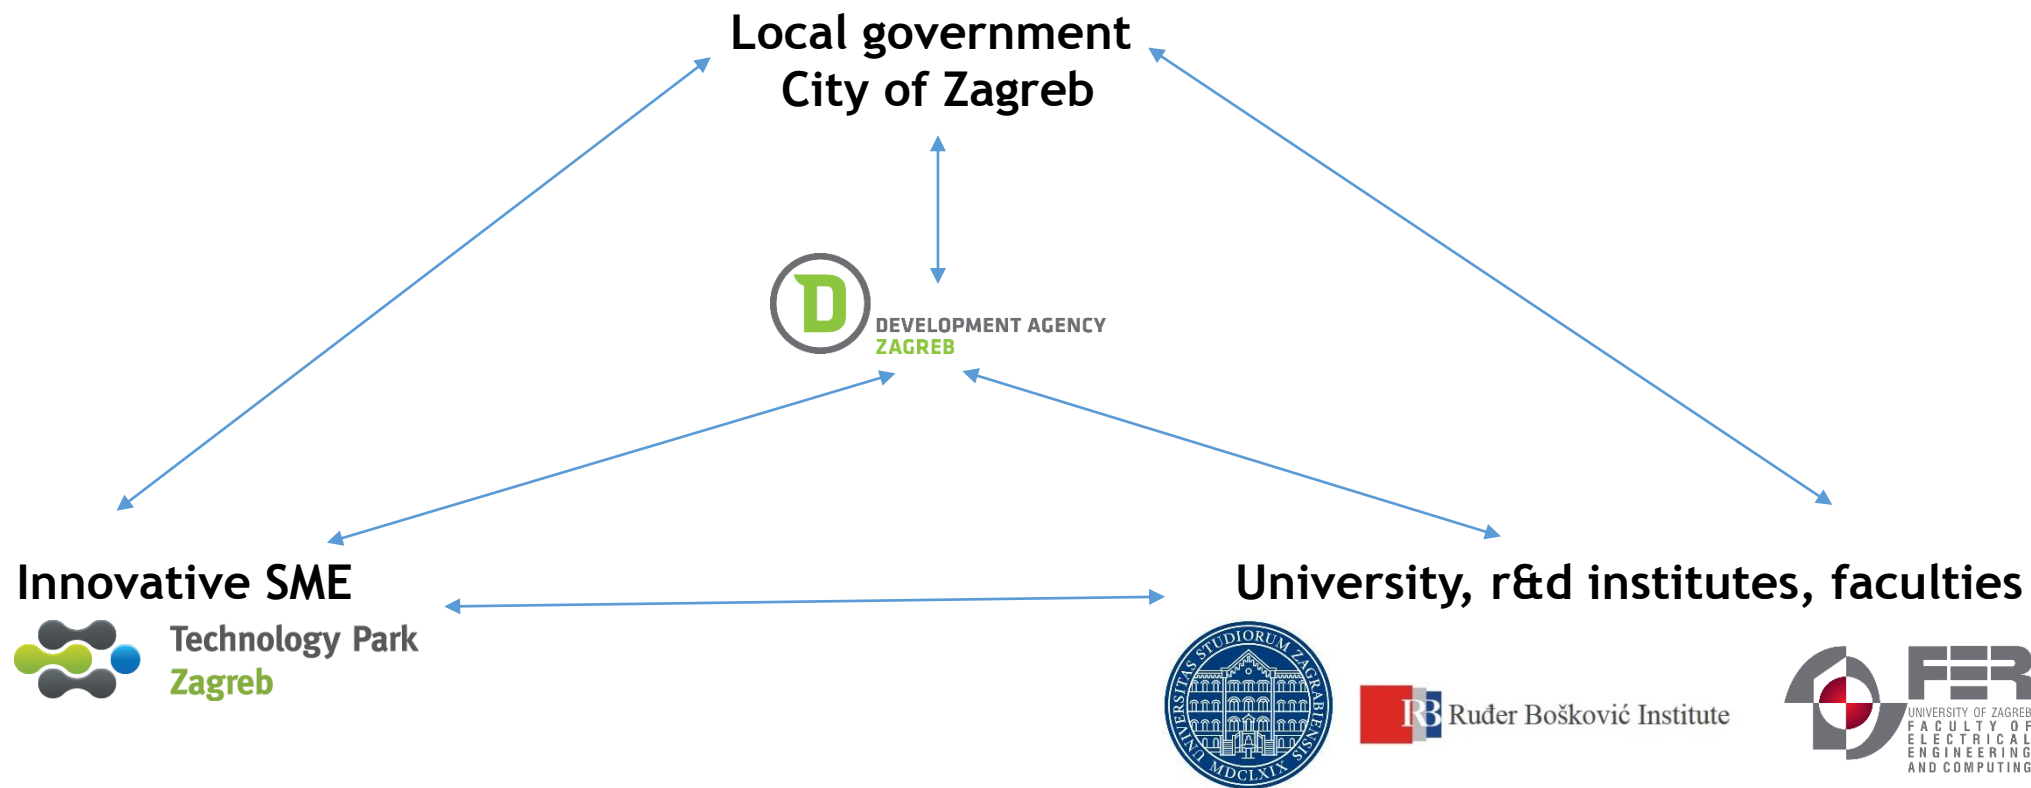 Local government
City of Zagreb
D
DEVELOPMENT AGENCY
ZAGREB
Innovative SME
Technology Park
Zagreb
University, r&d institutes, faculties
UNIVERSITAS STUDIORUM ZAGRABIENSIS
MDCLXIX
RB Ruđer Bošković Institute
FER
UNIVERSITY OF ZAGREB
FACULTY OF
ELECTRICAL
ENGINEERING
AND COMPUTING